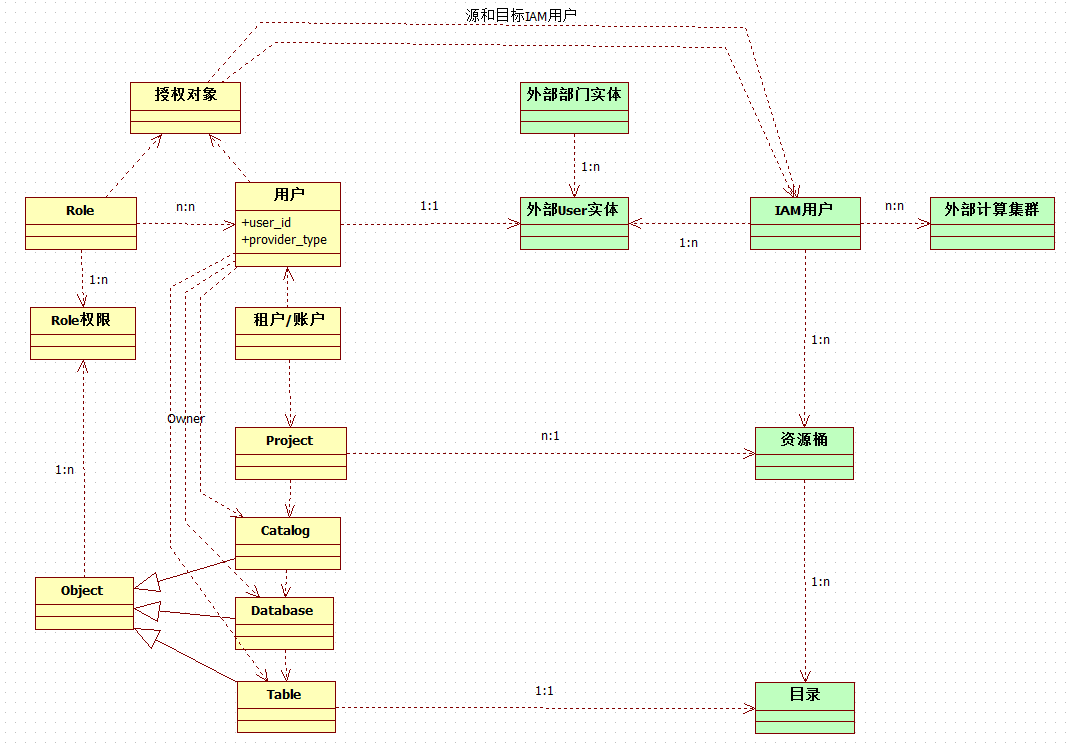 源和目标IAM用户
授权对象
外部部门实体
1:n
用户
+user_id
+provider_type
Role
n:n
1:1
外部User实体
1:n
IAM用户
n:n
外部计算集群
1:n
Role权限
租户/账户
1:n
Owner
Project
n:1
资源桶
1:n
Catalog
Object
Database
1:n
Table
1:1
目录